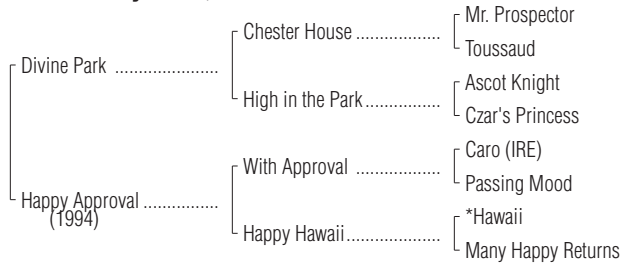 Mr. Prospector
Chester House ..................
Toussaud
Divine Park ......................
Ascot Knight
High in the Park................
Czar's Princess
Caro (IRE)
With Approval ..................
Passing Mood
Happy Approval ................
(1994)
*Hawaii
Happy Hawaii....................
Many Happy Returns